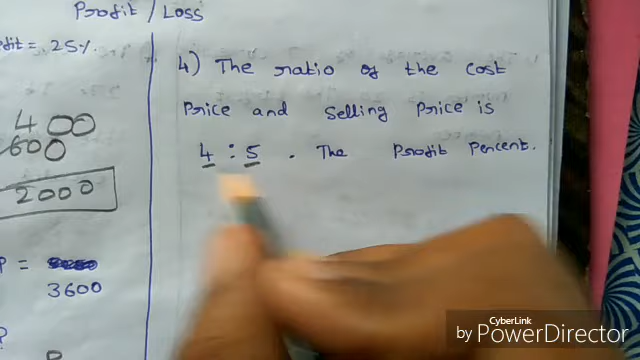 Profit / Loss
ofit = 25%.
400
600
2000
P =
3600
?
4) The ratio of the cost
Price and Selling Price is
4 : 5 . The Profit Percent.
CyberLink
by PowerDirector